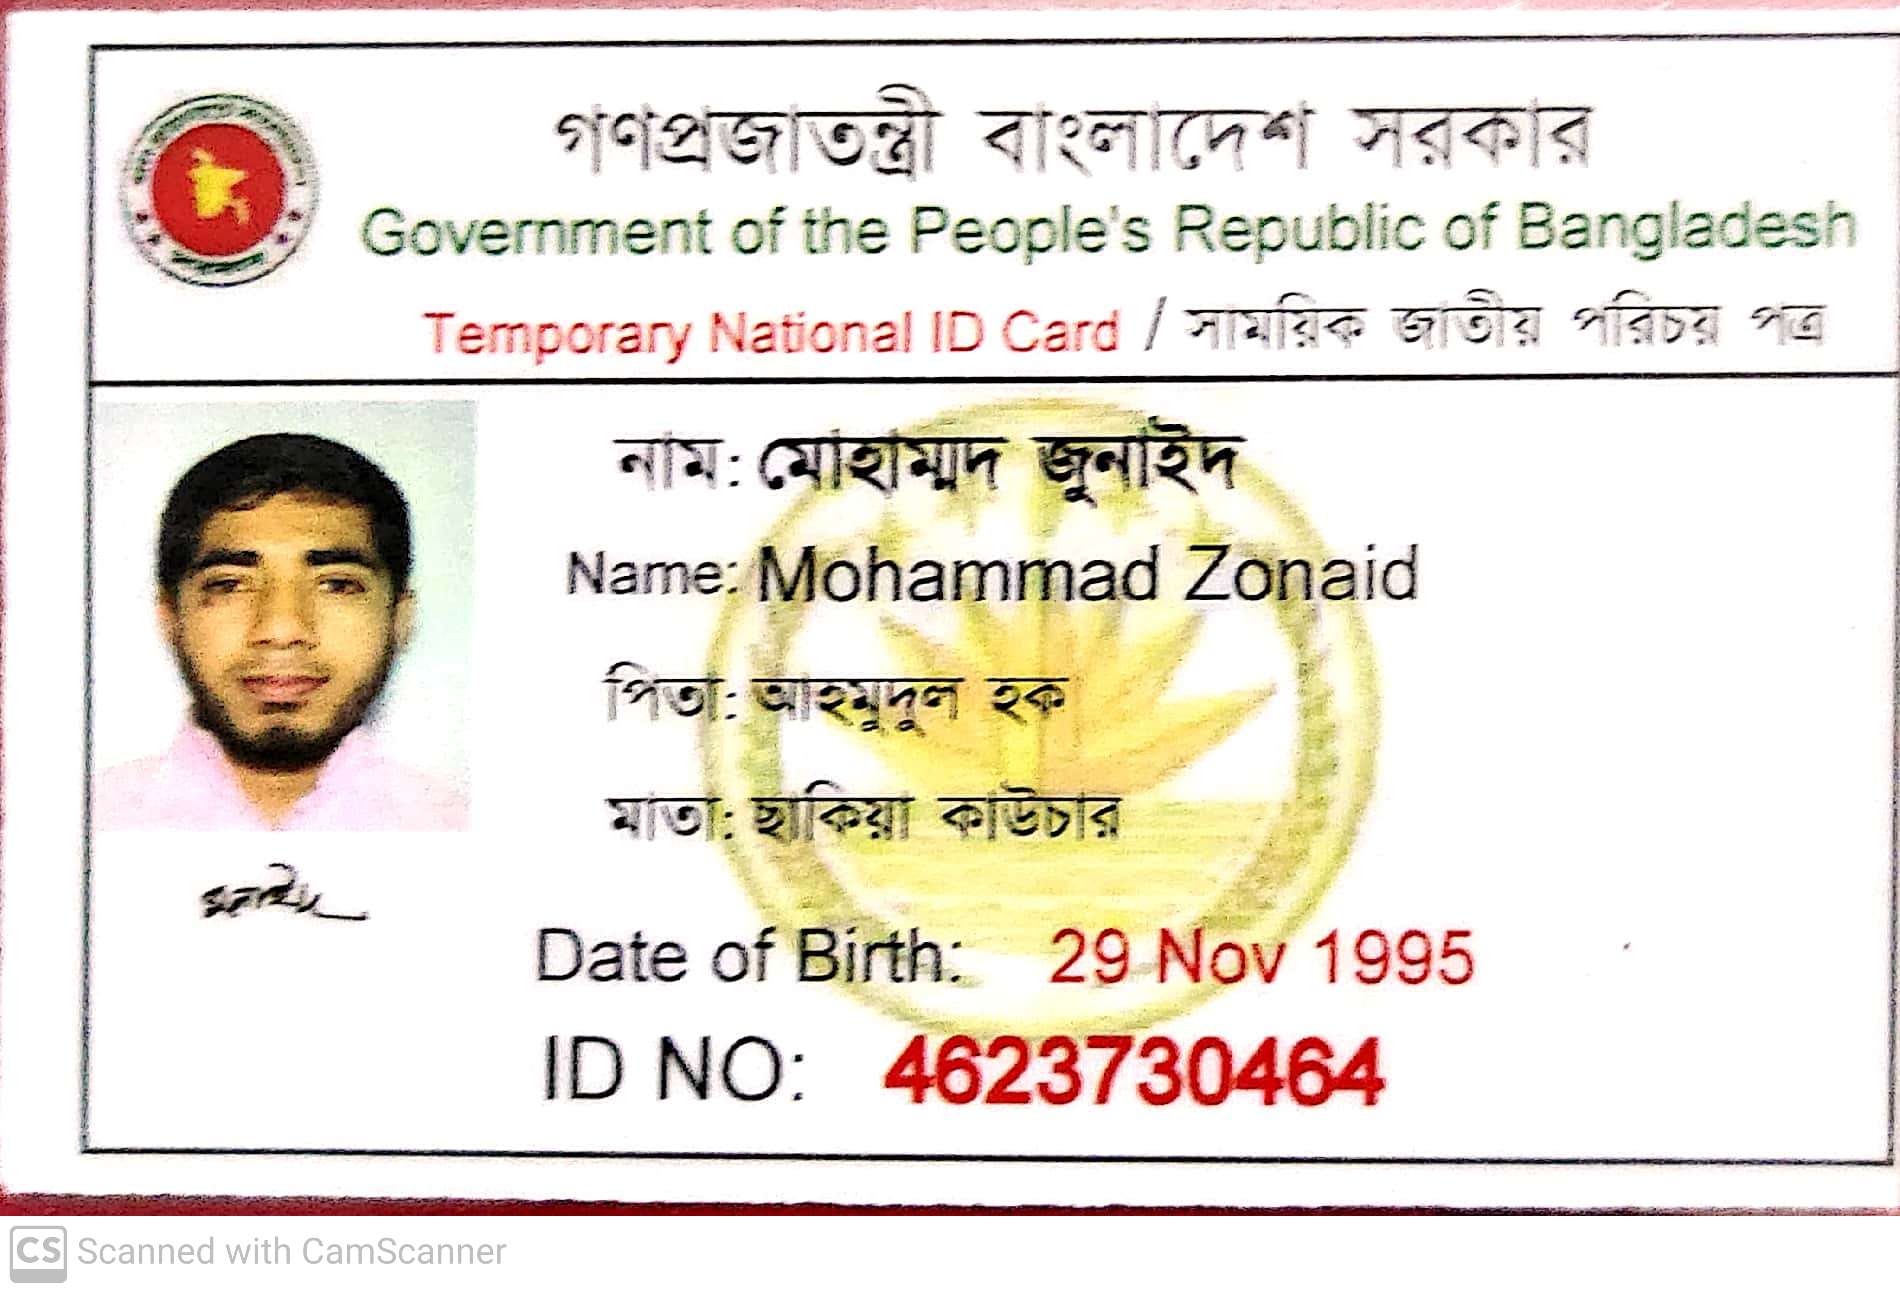 গণপ্রজাতন্ত্রী বাংলাদেশ সরকার
Government of the People's Republic of Bangladesh
Temporary National ID Card / সাময়িক জাতীয় পরিচয় পত্র
নাম: মোহাম্মদ জুনাইদ
Name: Mohammad Zonaid
পিতা: আহমুদুল হক
মাতা: ছাকিয়া কাউচার
Date of Birth: 29 Nov 1995
ID NO: 4623730464
CS Scanned with CamScanner